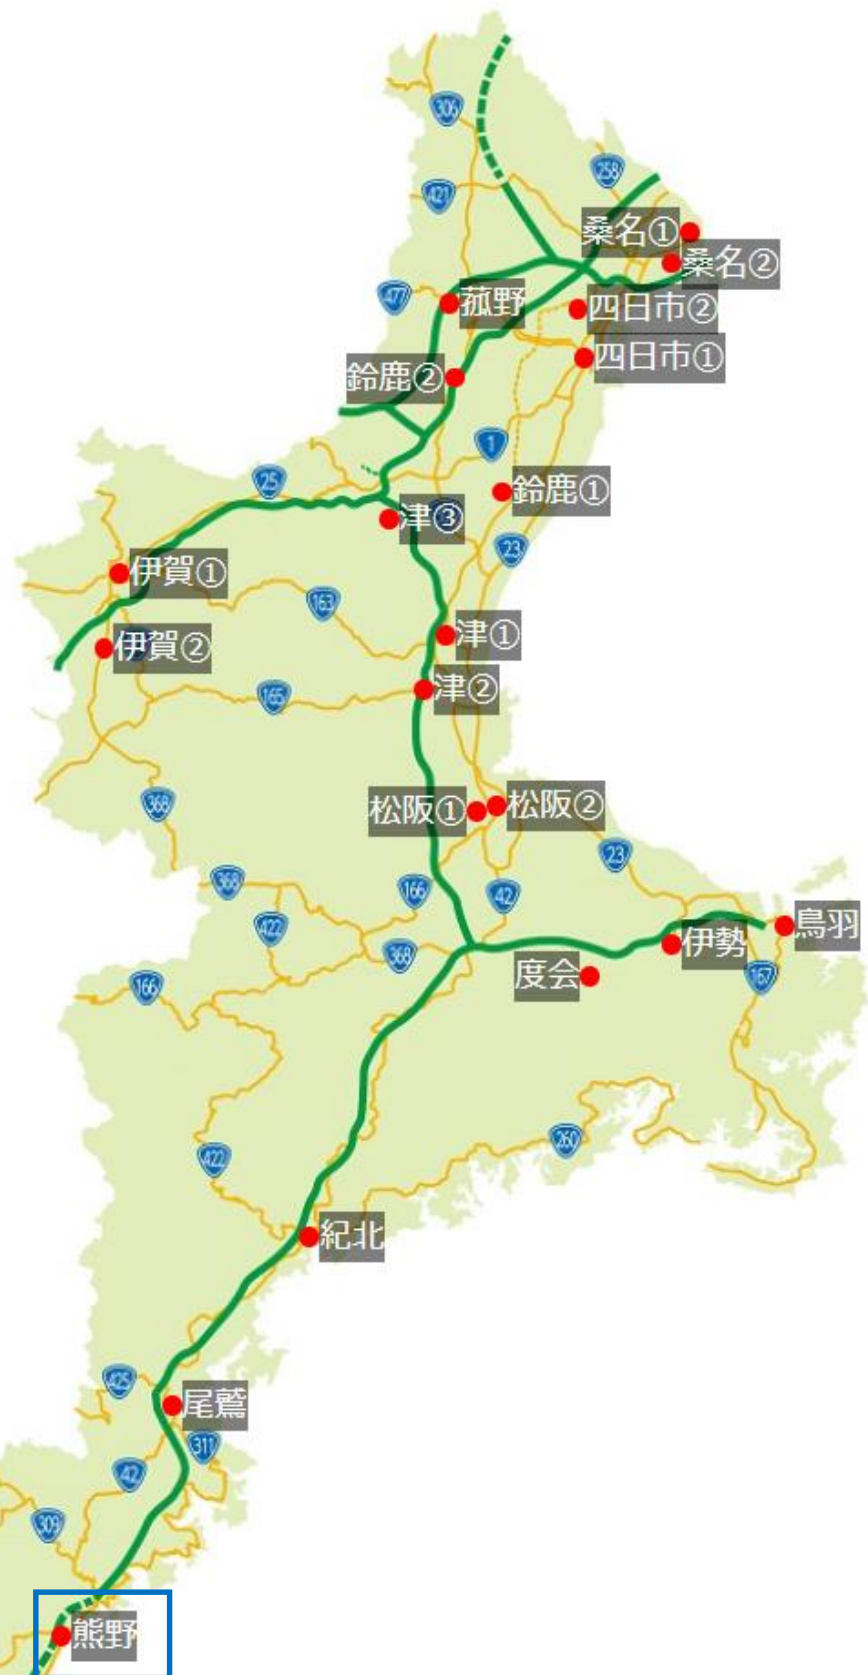 306
258
421
桑名①
桑名②
477
菰野
四日市②
四日市①
鈴鹿②
1
25
鈴鹿①
津③
23
伊賀①
163
津①
伊賀②
165
津②
368
松阪①
松阪②
23
368
166
42
422
鳥羽
伊勢
368
度会
167
166
260
422
紀北
425
尾鷲
311
42
309
熊野